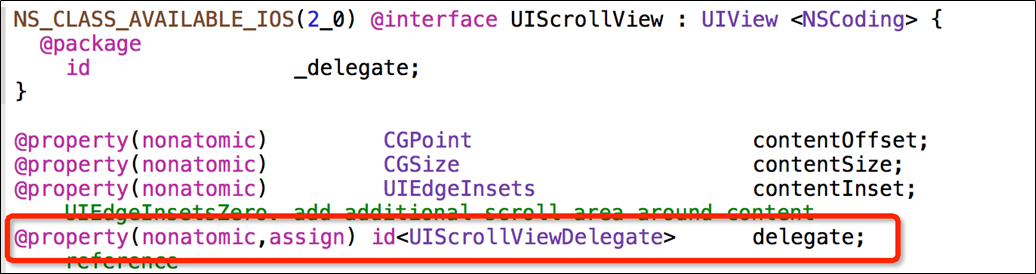 NS_CLASS_AVAILABLE_IOS(2_0) @interface UIScrollView : UIView <NSCoding> {
@package
id _delegate;
}
@property(nonatomic) CGPoint contentOffset;
@property(nonatomic) CGSize contentSize;
@property(nonatomic) UIEdgeInsets contentInset;
UIEdgeInsetsZero. add additional scroll area around content
@property(nonatomic,assign) id<UIScrollViewDelegate> delegate;
reference